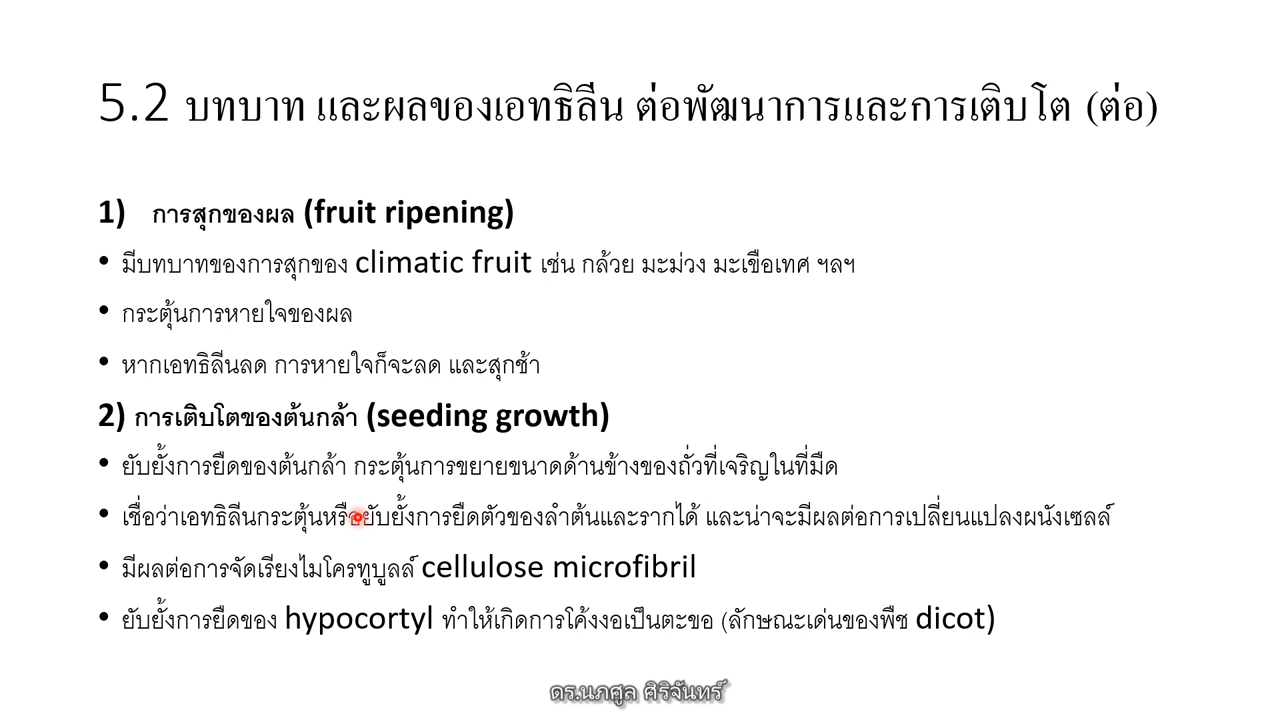 5.2 บทบาท และผลของเอทธิลีน ต่อพัฒนาการและการเติบโต (ต่อ)
1) การสุกของผล (fruit ripening)
• มีบทบาทของการสุกของ climatic fruit เช่น กล้วย มะม่วง มะเขือเทศ ฯลฯ
• กระตุ้นการหายใจของผล
• หากเอทธิลีนลด การหายใจก็จะลด และสุกช้า
2) การเติบโตของต้นกล้า (seeding growth)
• ยับยั้งการยืดของต้นกล้า กระตุ้นการขยายขนาดด้านข้างของถั่วที่เจริญในที่มืด
• เชื่อว่าเอทธิลีนกระตุ้นหรือยับยั้งการยืดตัวของลำต้นและรากได้ และน่าจะมีผลต่อการเปลี่ยนแปลงผนังเซลล์
• มีผลต่อการจัดเรียงไมโครทูบูลล์ cellulose microfibril
• ยับยั้งการยืดของ hypocortyl ทำให้เกิดการโค้งงอเป็นตะขอ (ลักษณะเด่นของพืช dicot)
ดร.นภศูล ศิริจันทร์